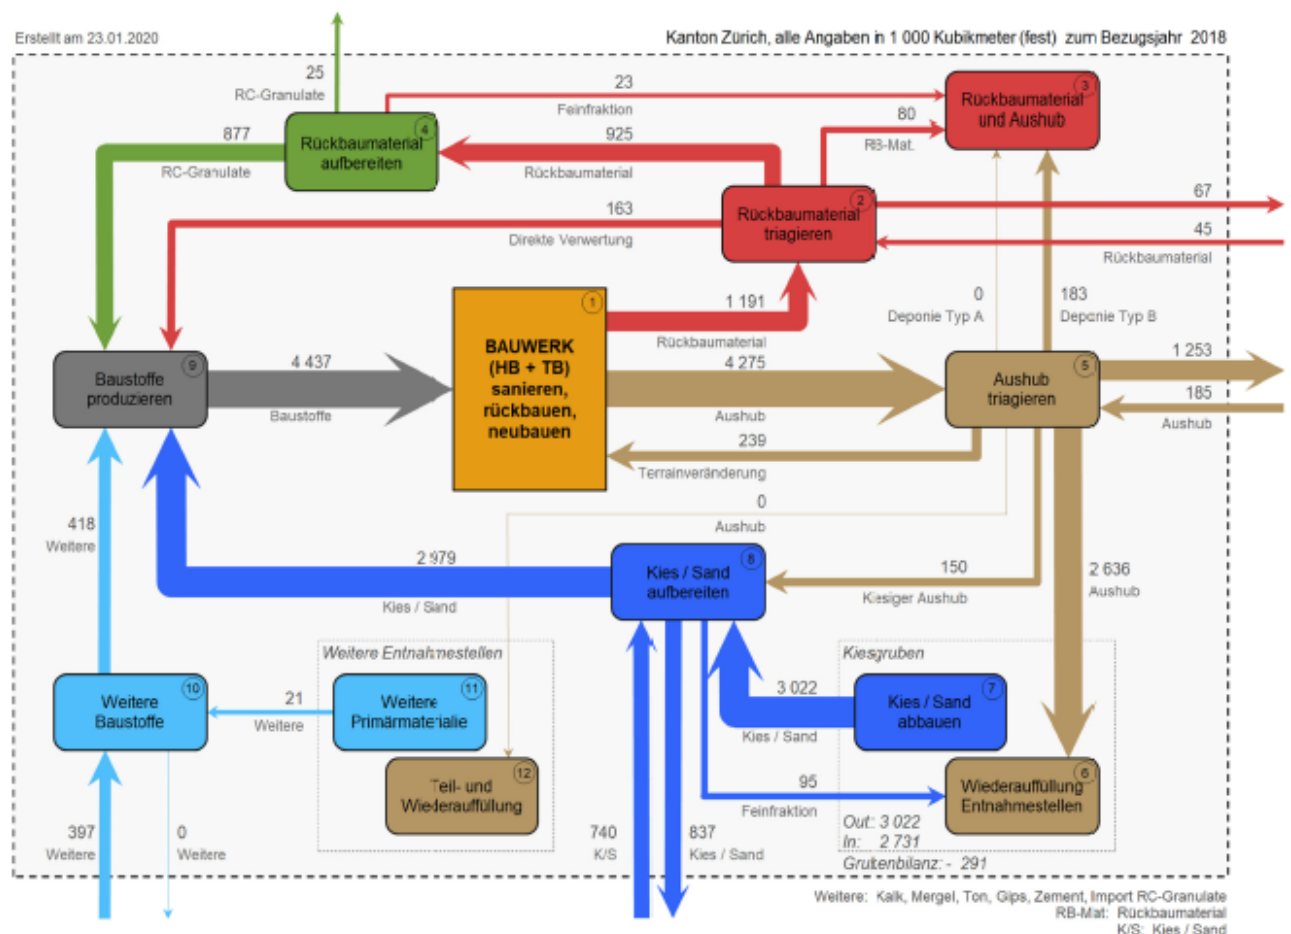 Erstellt am 23.01.2020
Kanton Zürich, alle Angaben in 1 000 Kubikmeter (fest) zum Bezugsjahr 2018
25
RC-Granulate
23
Feinfraktion
3
Rückbaumaterial
und Aushub
877
RC-Granulate
4
Rückbaumaterial
aufbereiten
925
Rückbaumaterial
80
RB-Mat.
163
Direkte Verwertung
2
Rückbaumaterial
triagieren
67
45
Rückbaumaterial
1
BAUWERK
(HB + TB)
sanieren,
rückbauen,
neubauen
1 191
Rückbaumaterial
0
Deponie Typ A
183
Deponie Typ B
9
Baustoffe
produzieren
4 437
Baustoffe
4 275
Aushub
5
Aushub
triagieren
1 253
185
Aushub
239
Terrainveränderung
0
Aushub
418
Weitere
2 979
Kies / Sand
8
Kies / Sand
aufbereiten
150
Kiesiger Aushub
2 636
Aushub
Weitere Entnahmestellen
Kiesgruben
10
Weitere
Baustoffe
21
Weitere
11
Weitere
Primärmaterialie
3 022
Kies / Sand
7
Kies / Sand
abbauen
12
Teil- und
Wiederauffüllung
95
Feinfraktion
6
Wiederauffüllung
Entnahmestellen
397
Weitere
0
Weitere
740
K/S
837
Kies / Sand
Out: 3 022
In: 2 731
Grubenbilanz: - 291
Weitere: Kalk, Mergel, Ton, Gips, Zement, Import RC-Granulate
RB-Mat: Rückbaumaterial
K/S: Kies / Sand